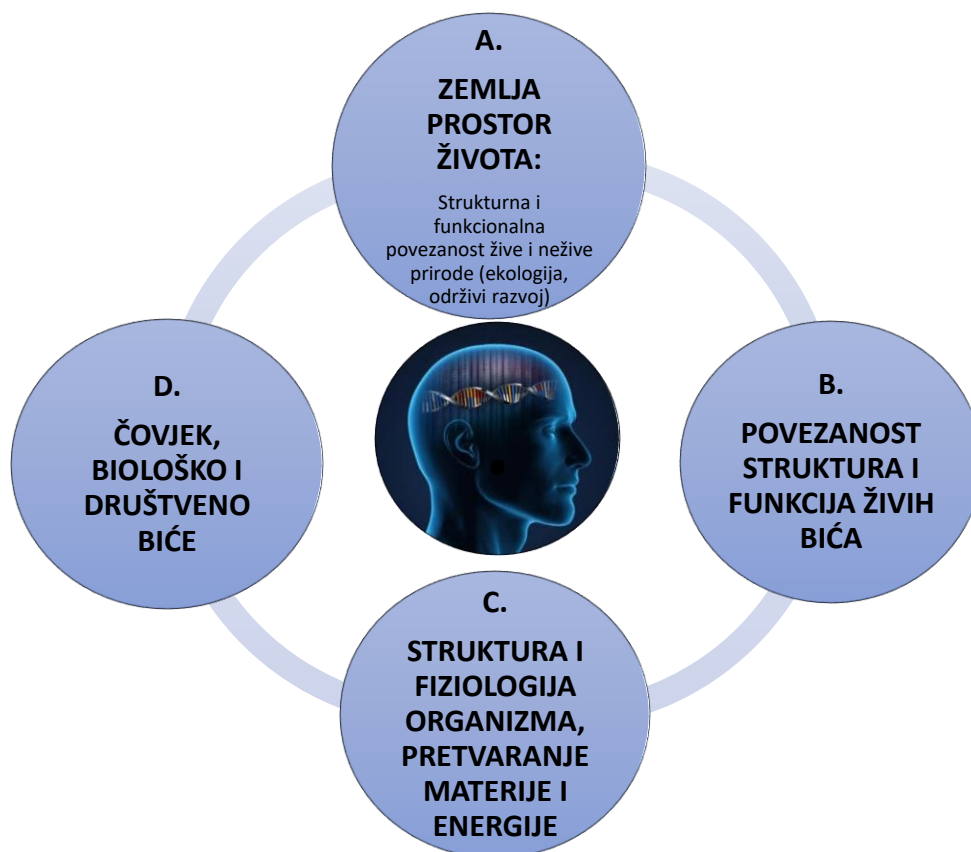 A.
ZEMLJA
PROSTOR
ŽIVOTA:
Strukturna i
funkcionalna
povezanost žive i nežive
prirode (ekologija,
održivi razvoj)
B.
POVEZANOST
STRUKTURA I
FUNKCIJA ŽIVIH
BIĆA
C.
STRUKTURA I
FIZIOLOGIJA
ORGANIZMA,
PRETVARANJE
MATERIJE I
ENERGIJE
D.
ČOVJEK,
BIOLOŠKO I
DRUŠTVENO
BIĆE